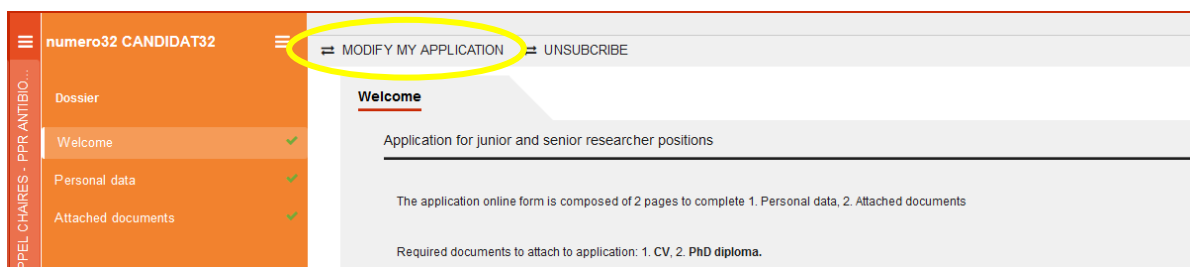 numero32 CANDIDAT32
MODIFY MY APPLICATION
UNSUBCRIBE
PPEL CHAIRES - PPR ANTIBIO...
Dossier
Welcome
Personal data
Attached documents
Welcome
Application for junior and senior researcher positions
The application online form is composed of 2 pages to complete 1. Personal data, 2. Attached documents
Required documents to attach to application: 1. CV, 2. PhD diploma.